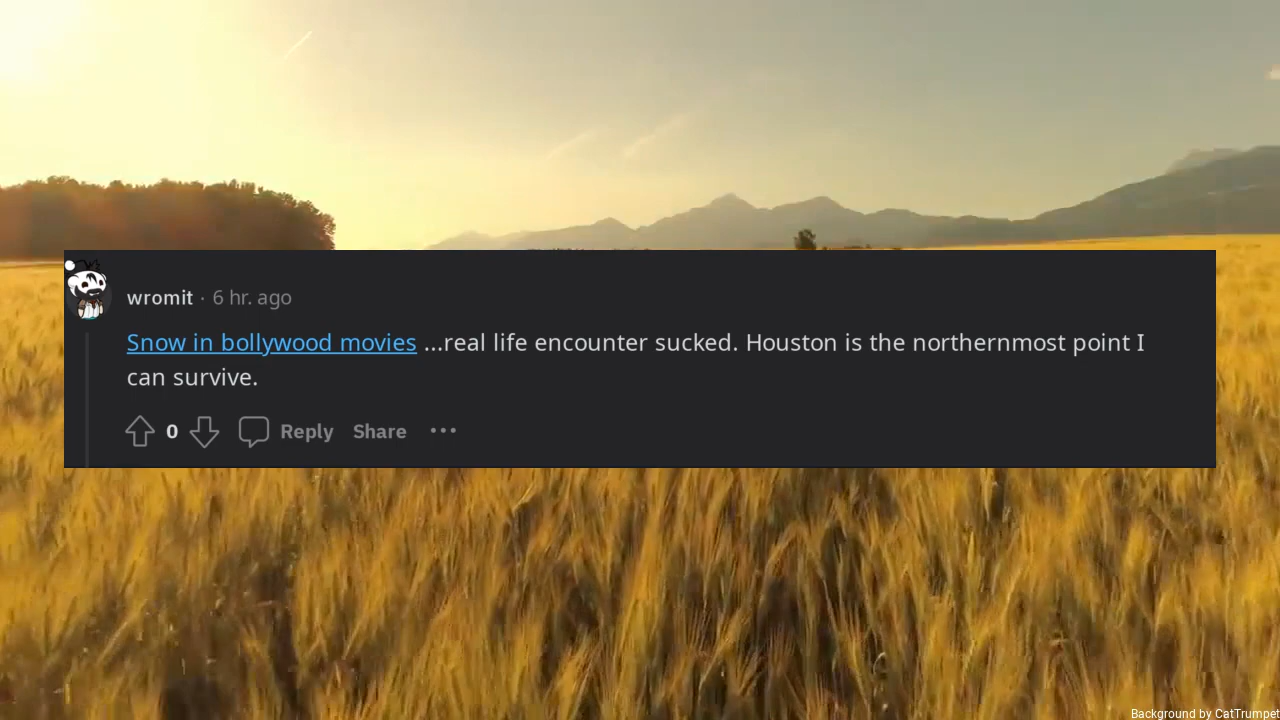 wromit · 6 hr. ago
Snow in bollywood movies ...real life encounter sucked. Houston is the northernmost point I
can survive.
0 Reply Share ...
Background by CatTrumpet